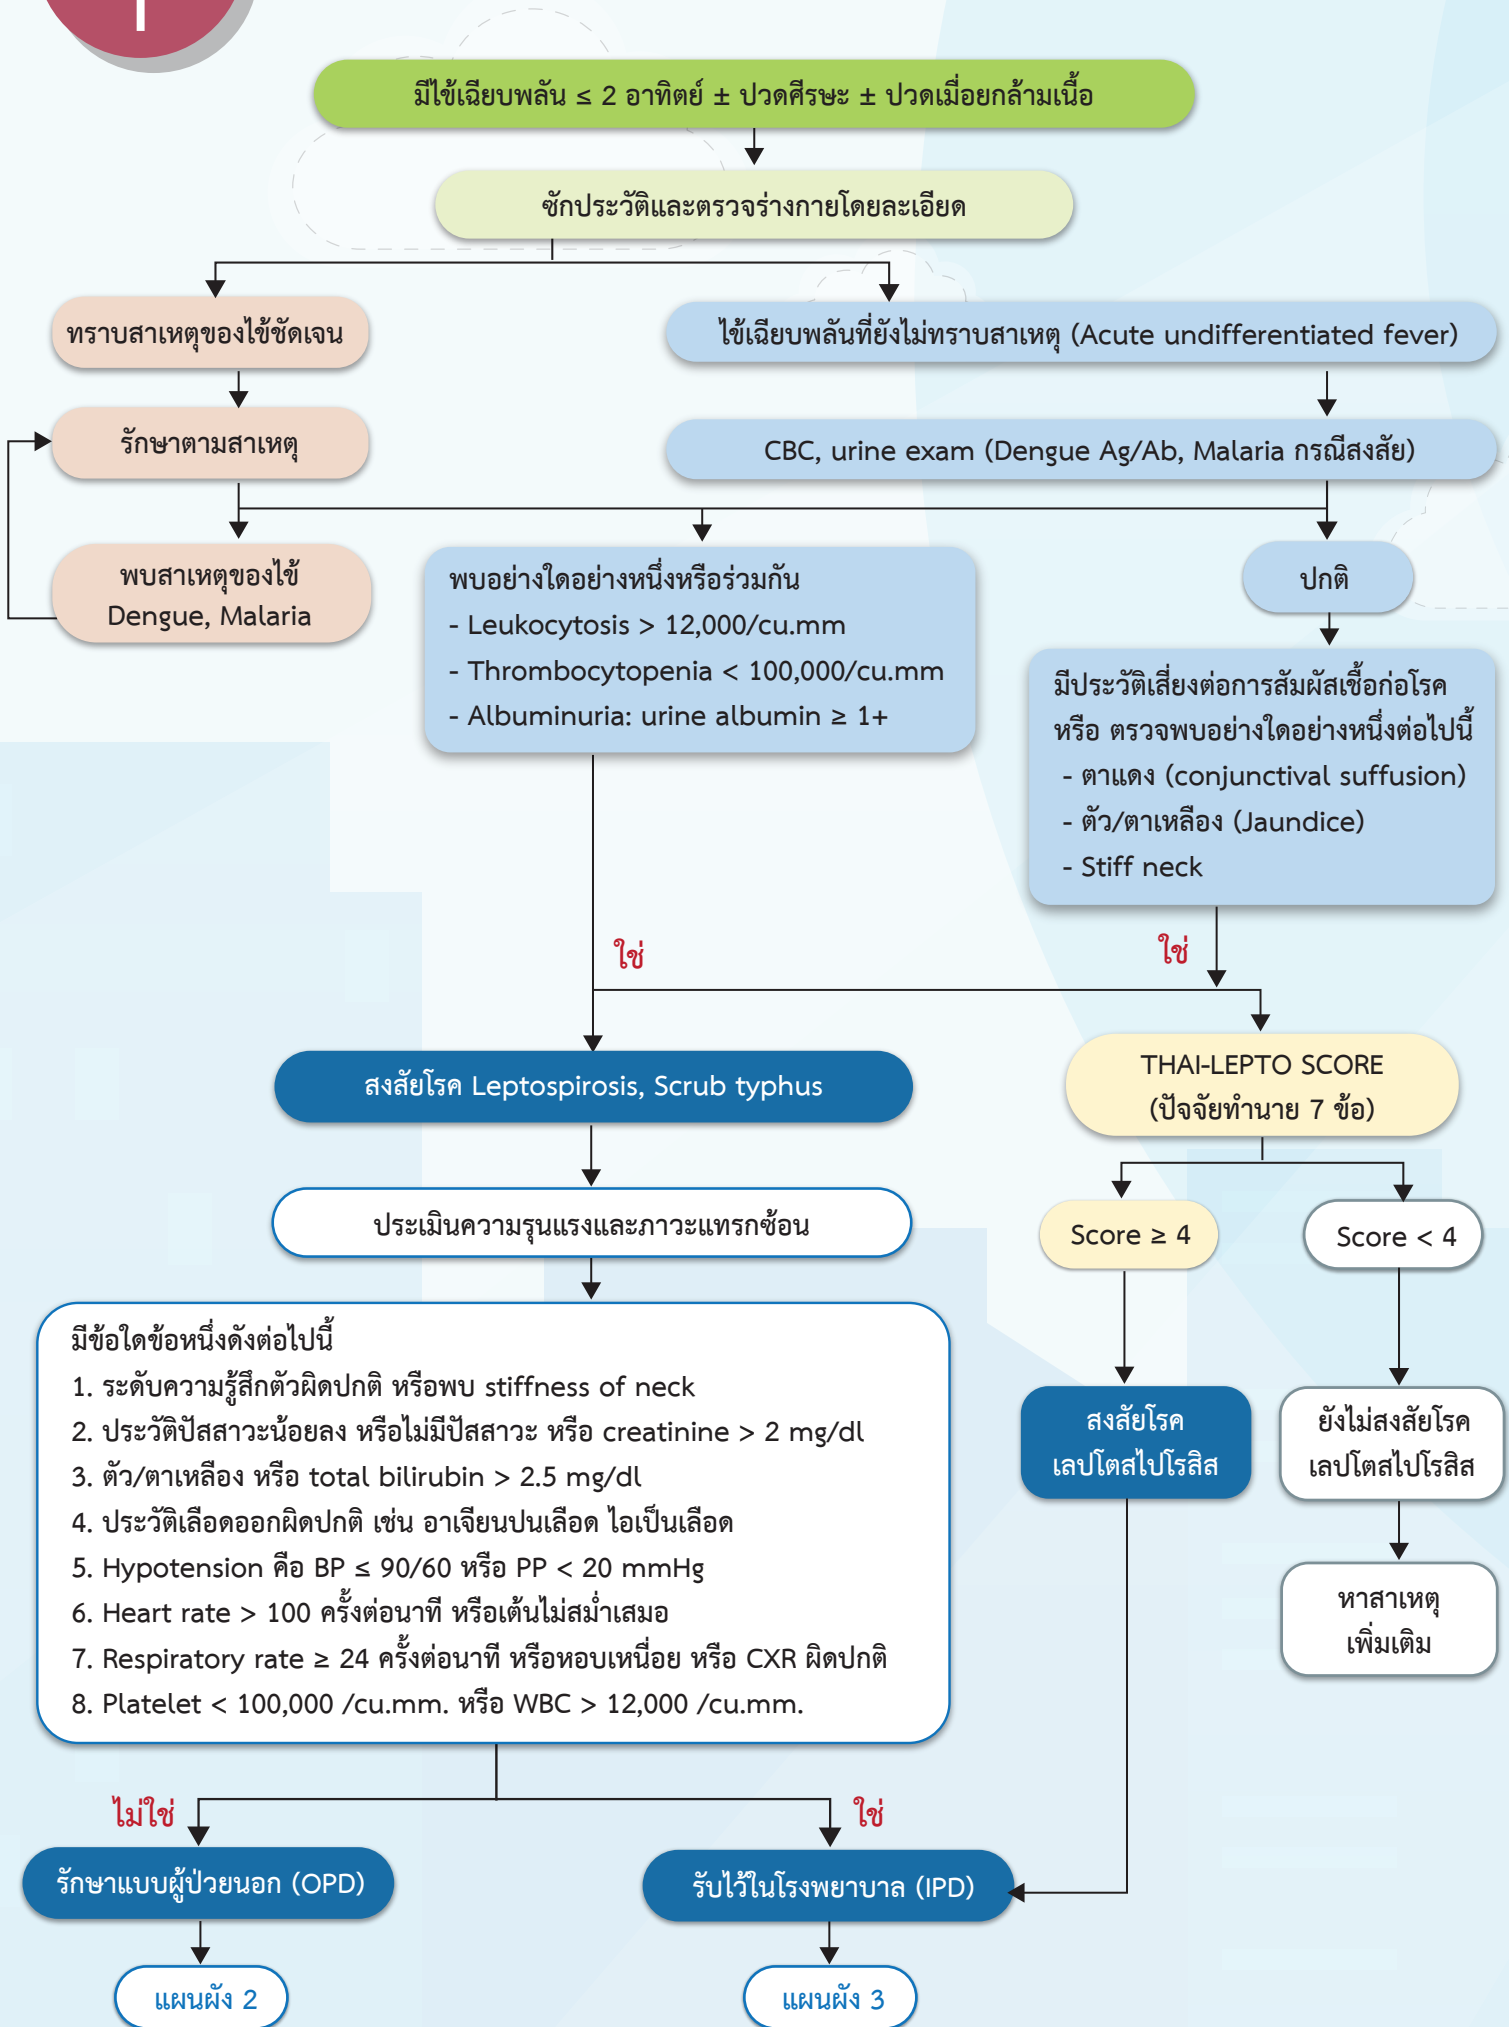 1
มีไข้เฉียบพลัน ≤ 2 อาทิตย์ ± ปวดศีรษะ ± ปวดเมื่อยกล้ามเนื้อ
ซักประวัติและตรวจร่างกายโดยละเอียด
ทราบสาเหตุของไข้ชัดเจน
ไข้เฉียบพลันที่ยังไม่ทราบสาเหตุ (Acute undifferentiated fever)
รักษาตามสาเหตุ
CBC, urine exam (Dengue Ag/Ab, Malaria กรณีสงสัย)
พบสาเหตุของไข้
Dengue, Malaria
พบอย่างใดอย่างหนึ่งหรือร่วมกัน
- Leukocytosis > 12,000/cu.mm
- Thrombocytopenia < 100,000/cu.mm
- Albuminuria: urine albumin ≥ 1+
ปกติ
มีประวัติเสี่ยงต่อการสัมผัสเชื้อก่อโรค
หรือ ตรวจพบอย่างใดอย่างหนึ่งต่อไปนี้
- ตาแดง (conjunctival suffusion)
- ตัว/ตาเหลือง (Jaundice)
- Stiff neck
ใช่
ใช่
สงสัยโรค Leptospirosis, Scrub typhus
THAI-LEPTO SCORE
(ปัจจัยทำนาย 7 ข้อ)
ประเมินความรุนแรงและภาวะแทรกซ้อน
Score ≥ 4
Score < 4
มีข้อใดข้อหนึ่งดังต่อไปนี้
1. ระดับความรู้สึกตัวผิดปกติ หรือพบ stiffness of neck
2. ประวัติปัสสาวะน้อยลง หรือไม่มีปัสสาวะ หรือ creatinine > 2 mg/dl
3. ตัว/ตาเหลือง หรือ total bilirubin > 2.5 mg/dl
4. ประวัติเลือดออกผิดปกติ เช่น อาเจียนปนเลือด ไอเป็นเลือด
5. Hypotension คือ BP ≤ 90/60 หรือ PP < 20 mmHg
6. Heart rate > 100 ครั้งต่อนาที หรือเต้นไม่สม่ำเสมอ
7. Respiratory rate ≥ 24 ครั้งต่อนาที หรือหอบเหนื่อย หรือ CXR ผิดปกติ
8. Platelet < 100,000 /cu.mm. หรือ WBC > 12,000 /cu.mm.
สงสัยโรค
เลปโตสไปโรสิส
ยังไม่สงสัยโรค
เลปโตสไปโรสิส
หาสาเหตุ
เพิ่มเติม
ไม่ใช่
ใช่
รักษาแบบผู้ป่วยนอก (OPD)
รับไว้ในโรงพยาบาล (IPD)
แผนผัง 2
แผนผัง 3